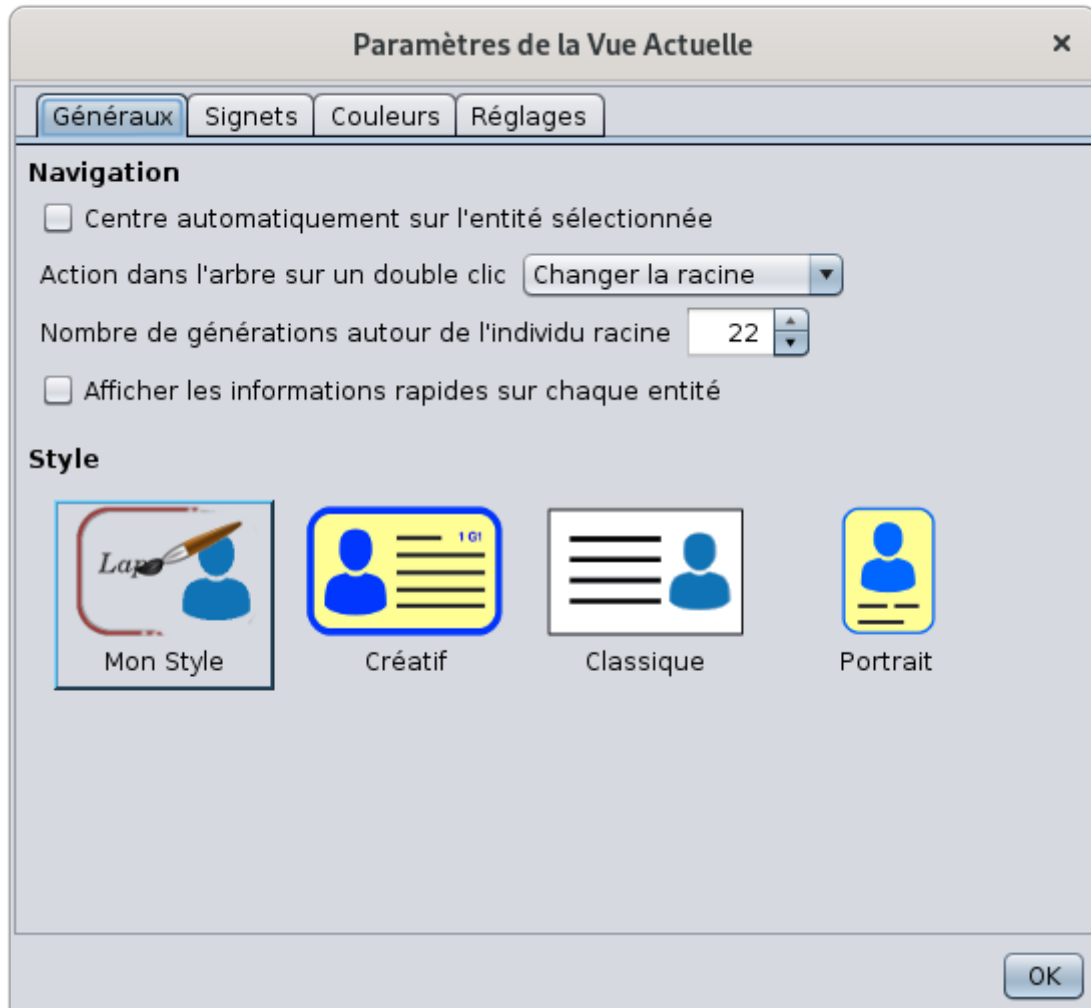 Paramètres de la Vue Actuelle
Généraux Signets Couleurs Réglages
Navigation
Centre automatiquement sur l'entité sélectionnée
Action dans l'arbre sur un double clic Changer la racine
Nombre de générations autour de l'individu racine 22
Afficher les informations rapides sur chaque entité
Style
1 G1
Mon Style Créatif Classique Portrait
OK